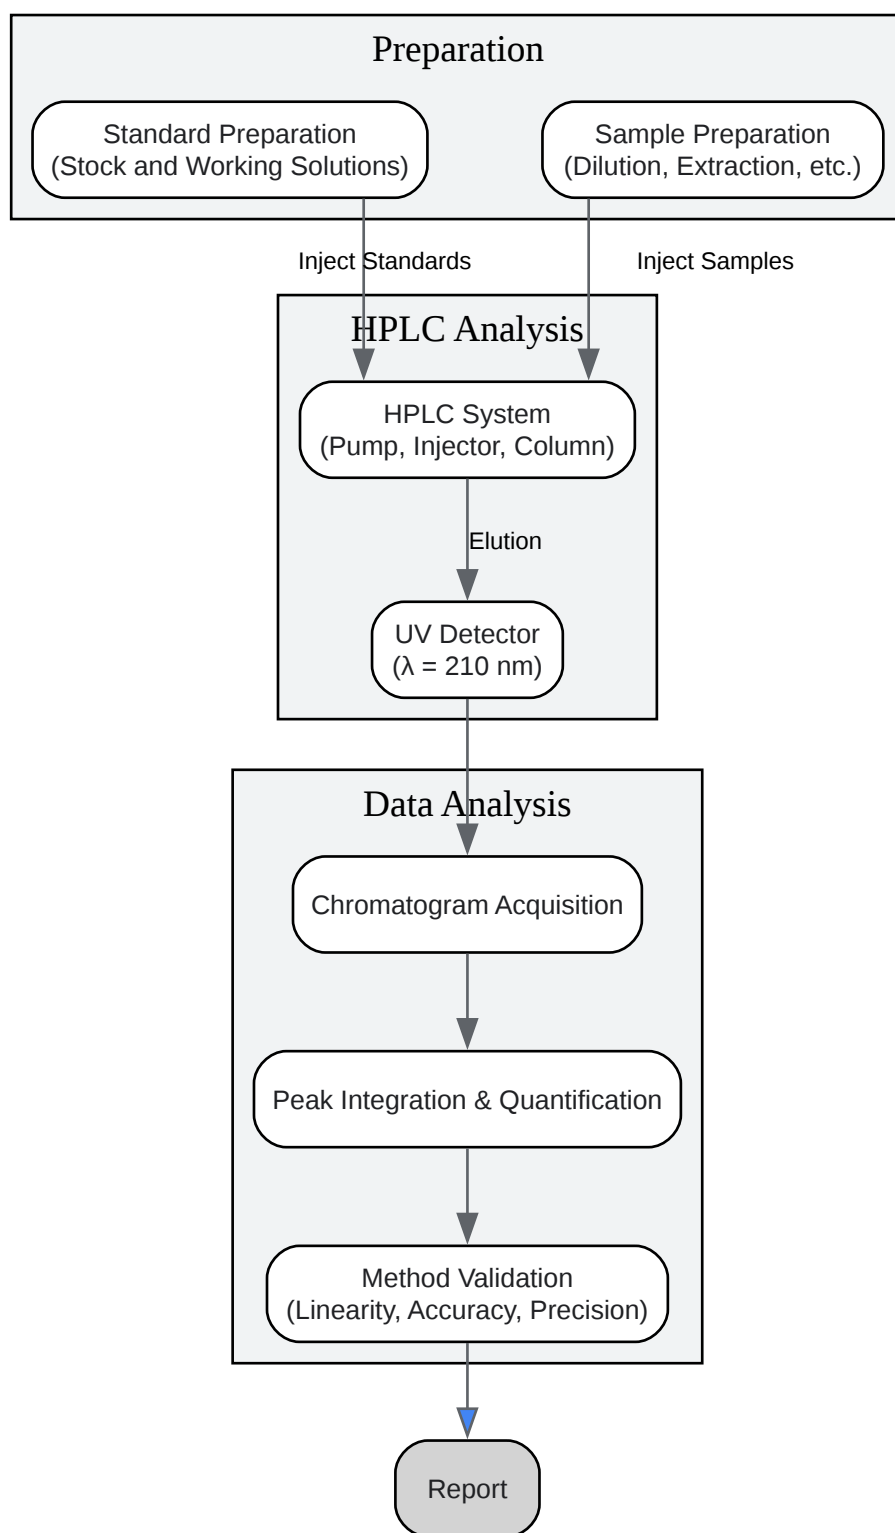 Preparation
Standard Preparation
(Stock and Working Solutions)
Sample Preparation
(Dilution, Extraction, etc.)
Inject Standards
Inject Samples
HPLC Analysis
HPLC System
(Pump, Injector, Column)
Elution
UV Detector
(λ = 210 nm)
Data Analysis
Chromatogram Acquisition
Peak Integration & Quantification
Method Validation
(Linearity, Accuracy, Precision)
Report